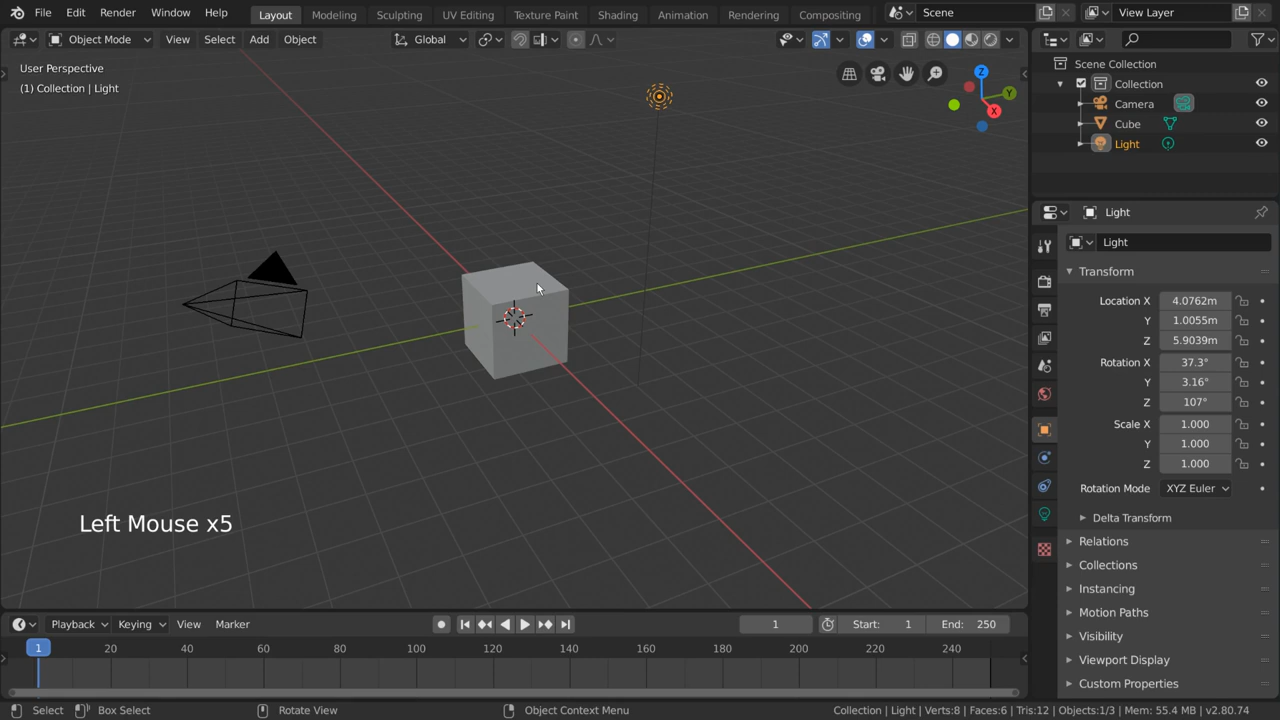 File Edit Render Window Help Layout Modeling Sculpting UV Editing Texture Paint Shading Animation Rendering Compositing Scene View Layer
Object Mode View Select Add Object Global
User Perspective
(1) Collection | Light
Z
Y
X
Left Mouse x5
Scene Collection
Collection
Camera
Cube
Light
Light
Light
Transform
Location X 4.0762m
Y 1.0055m
Z 5.9039m
Rotation X 37.3°
Y 3.16°
Z 107°
Scale X 1.000
Y 1.000
Z 1.000
Rotation Mode XYZ Euler
Delta Transform
Relations
Collections
Instancing
Motion Paths
Visibility
Viewport Display
Custom Properties
Playback Keying View Marker 1 Start: 1 End: 250
1 20 40 60 80 100 120 140 160 180 200 220 240
Select Box Select Rotate View Object Context Menu Collection | Light | Verts:8 | Faces:6 | Tris:12 | Objects:1/3 | Mem: 55.4 MB | v2.80.74